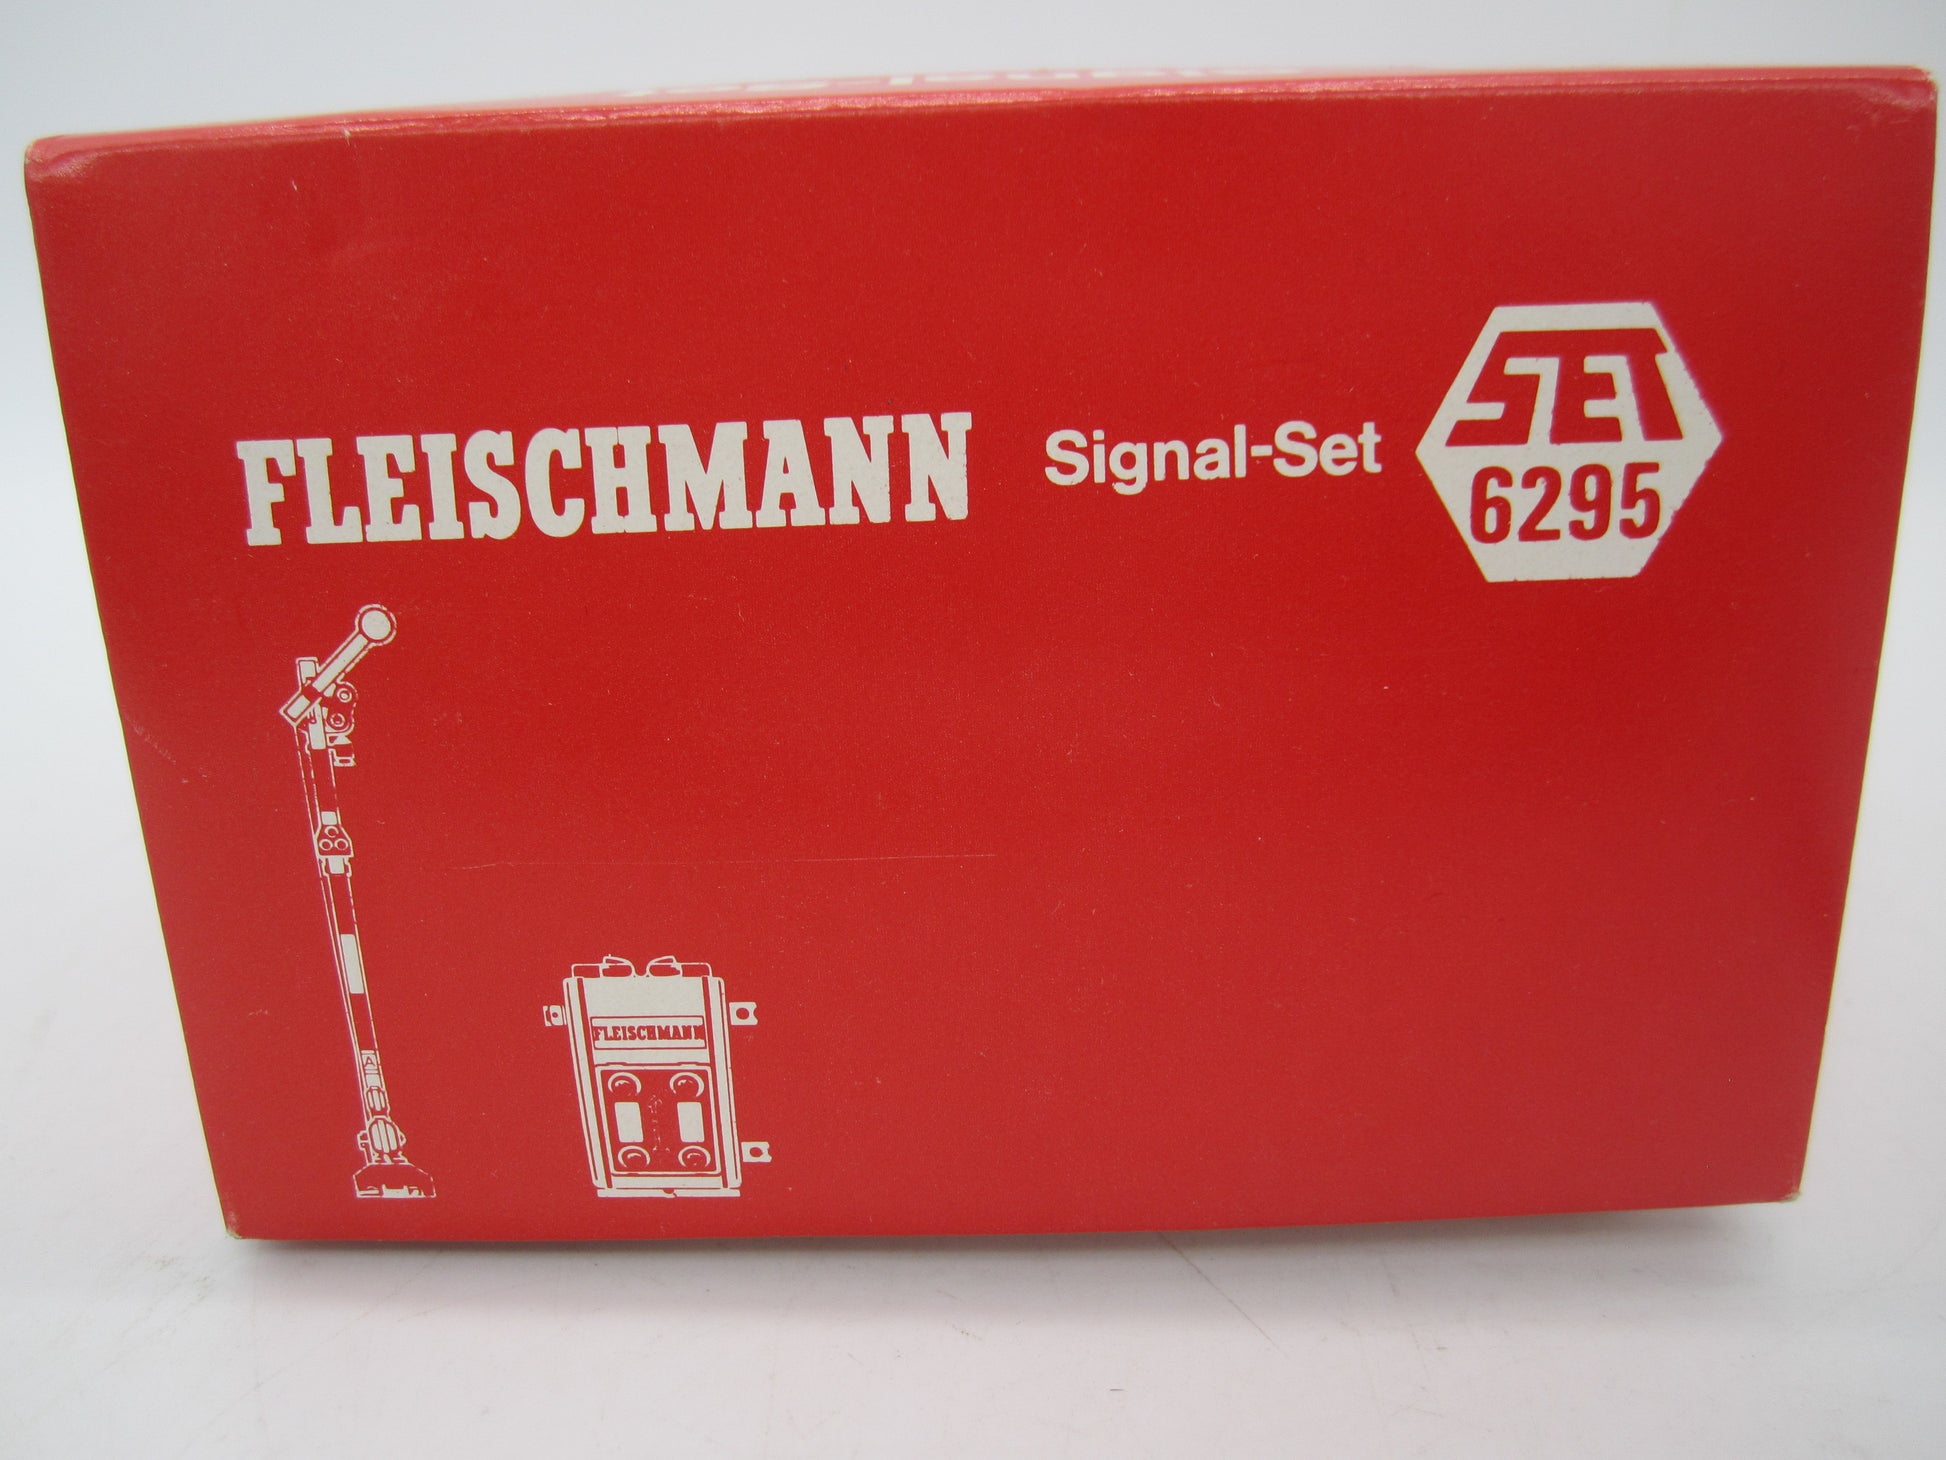 FLEISCHMANN Signal-Set
SET
6295
A
FLEISCHMANN